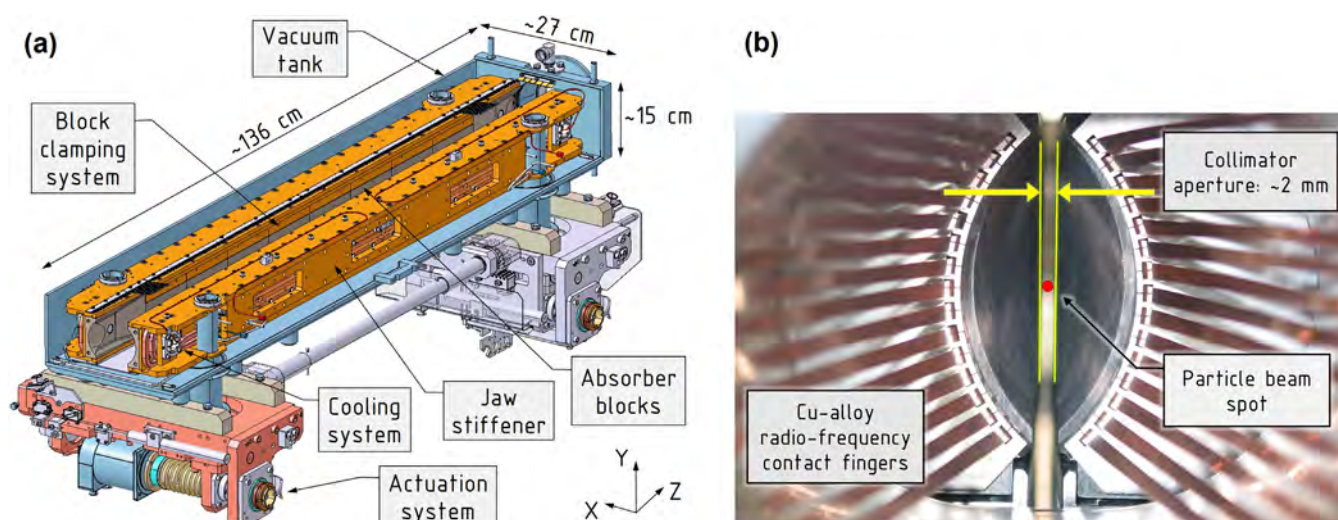 (a)
Vacuum
tank
~27 cm
~15 cm
~136 cm
Block
clamping
system
Absorber
blocks
Jaw
stiffener
Cooling
system
Actuation
system
Y
Z
X
(b)
Collimator
aperture: ~2 mm
Particle beam
spot
Cu-alloy
radio-frequency
contact fingers